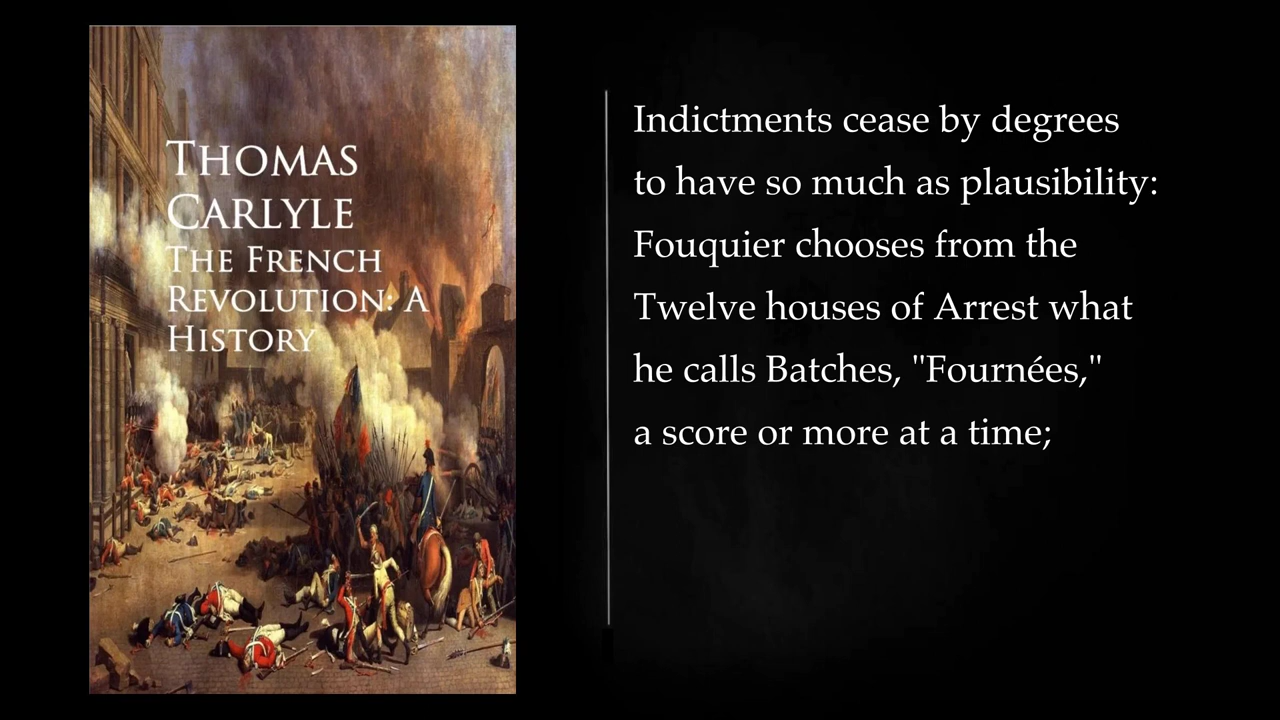 THOMAS
CARLYLE
THE FRENCH
REVOLUTION: A
HISTORY
Indictments cease by degrees
to have so much as plausibility:
Fouquier chooses from the
Twelve houses of Arrest what
he calls Batches, "Fournées,"
a score or more at a time;